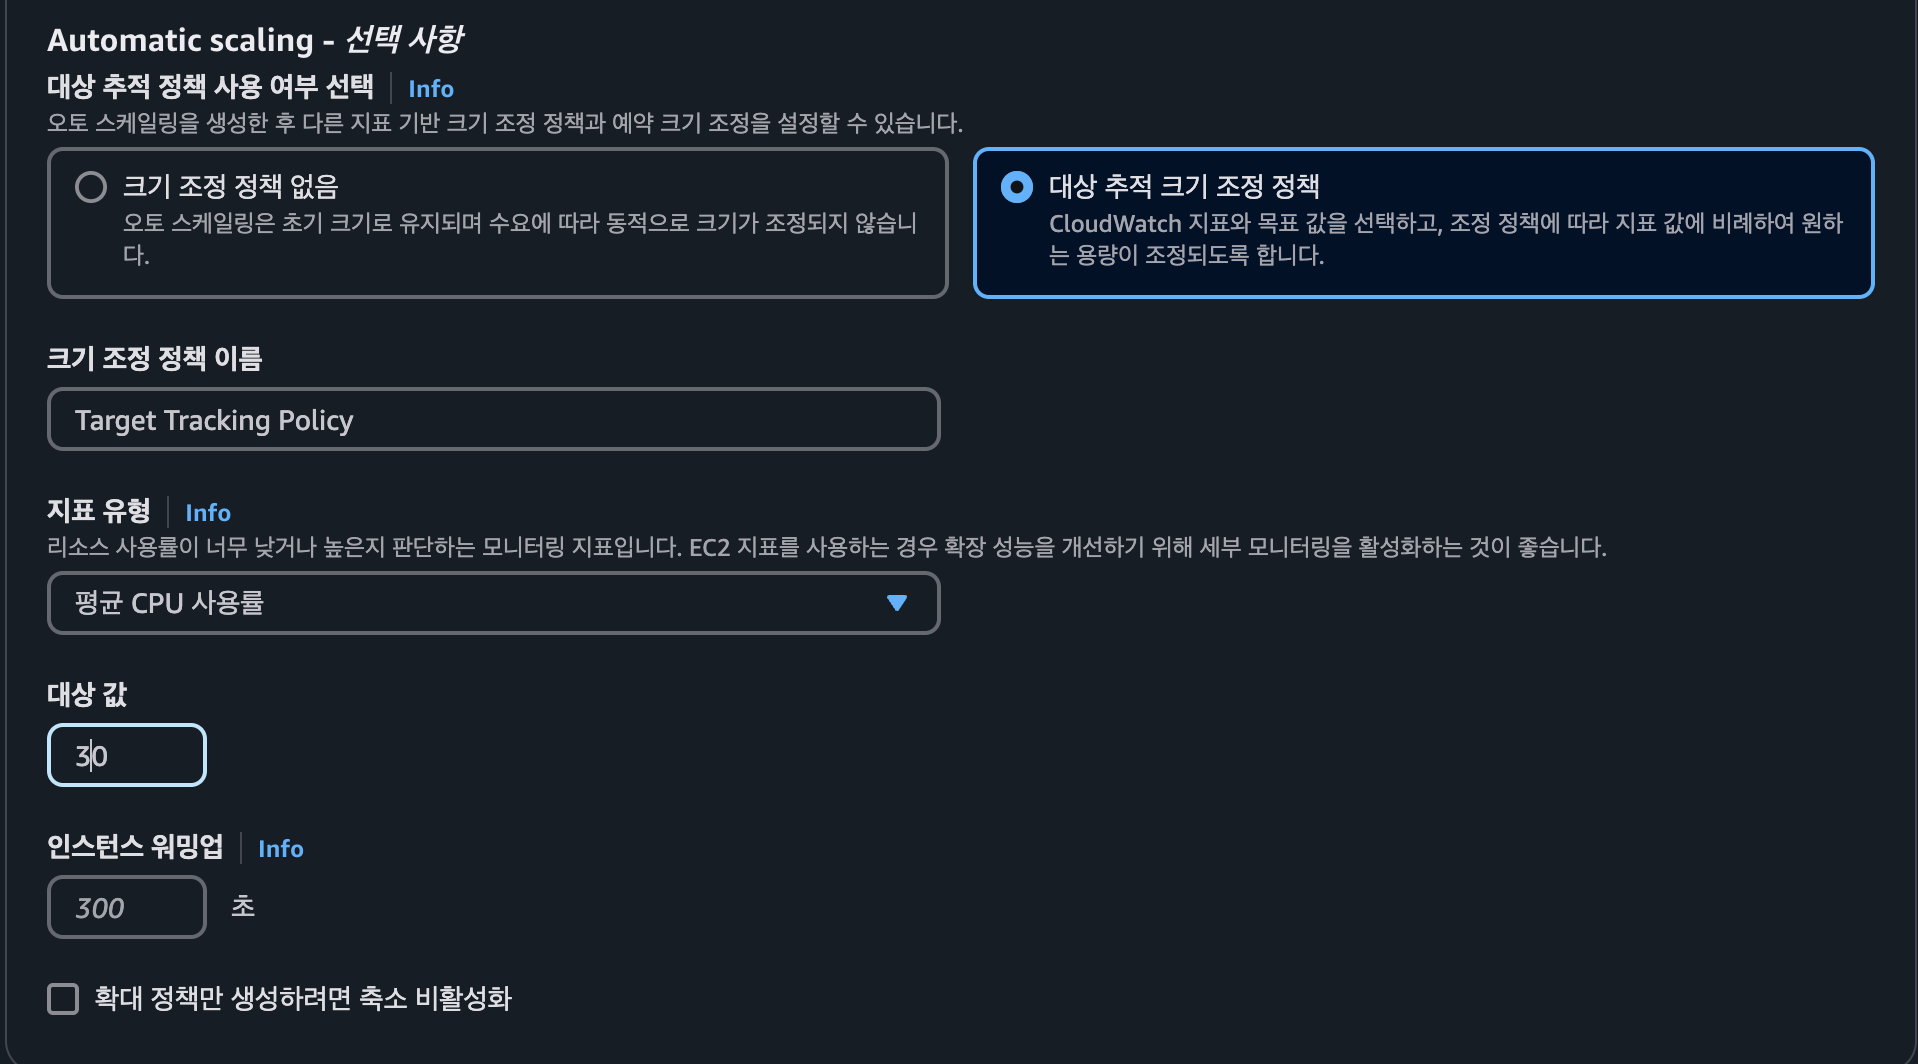 Automatic scaling - 선택 사항
대상 추적 정책 사용 여부 선택 Info
오토 스케일링을 생성한 후 다른 지표 기반 크기 조정 정책과 예약 크기 조정을 설정할 수 있습니다.
크기 조정 정책 없음
오토 스케일링은 초기 크기로 유지되며 수요에 따라 동적으로 크기가 조정되지 않습니
다.
대상 추적 크기 조정 정책
CloudWatch 지표와 목표 값을 선택하고, 조정 정책에 따라 지표 값에 비례하여 원하
는 용량이 조정되도록 합니다.
크기 조정 정책 이름
Target Tracking Policy
지표 유형 Info
리소스 사용률이 너무 낮거나 높은지 판단하는 모니터링 지표입니다. EC2 지표를 사용하는 경우 확장 성능을 개선하기 위해 세부 모니터링을 활성화하는 것이 좋습니다.
평균 CPU 사용률
대상 값
30
인스턴스 워밍업 Info
300 초
확대 정책만 생성하려면 축소 비활성화